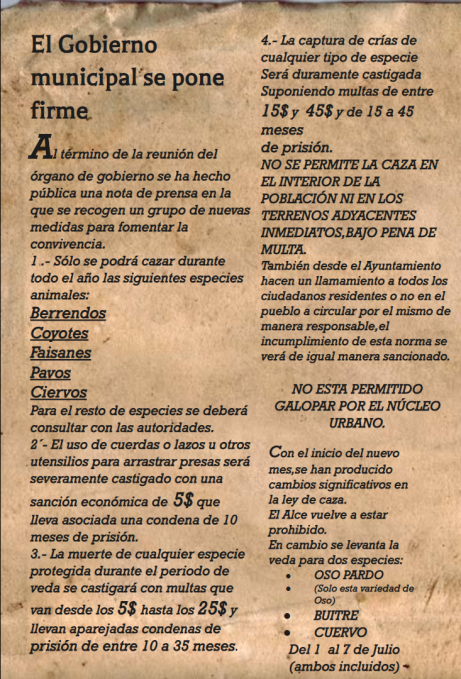 El Gobierno
municipal se pone
firme
Al término de la reunión del
órgano de gobierno se ha hecho
pública una nota de prensa en la
que se recogen un grupo de nuevas
medidas para fomentar la
convivencia.
1 .- Sólo se podrá cazar durante
todo el año las siguientes especies
animales:
Berrendos
Coyotes
Faisanes
Pavos
Ciervos
Para el resto de especies se deberá
consultar con las autoridades.
2´- El uso de cuerdas o lazos u otros
utensilios para arrastrar presas será
severamente castigado con una
sanción económica de 5$ que
lleva asociada una condena de 10
meses de prisión.
3.- La muerte de cualquier especie
protegida durante el periodo de
veda se castigará con multas que
van desde los 5$ hasta los 25$ y
llevan aparejadas condenas de
prisión de entre 10 a 35 meses.
4.- La captura de crías de
cualquier tipo de especie
Será duramente castigada
Suponiendo multas de entre
15$ y 45$ y de 15 a 45
meses
de prisión.
NO SE PERMITE LA CAZA EN
EL INTERIOR DE LA
POBLACIÓN NI EN LOS
TERRENOS ADYACENTES
INMEDIATOS,BAJO PENA DE
MULTA.
También desde el Ayuntamiento
hacen un llamamiento a todos los
ciudadanos residentes o no en el
pueblo a circular por el mismo de
manera responsable,el
incumplimiento de esta norma se
verá de igual manera sancionado.
NO ESTA PERMITIDO
GALOPAR POR EL NÚCLEO
URBANO.
Con el inicio del nuevo
mes,se han producido
cambios significativos en
la ley de caza.
El Alce vuelve a estar
prohibido.
En cambio se levanta la
veda para dos especies:
• OSO PARDO
• (Solo esta variedad de
Oso)
• BUITRE
• CUERVO
Del 1 al 7 de Julio
(ambos incluidos)